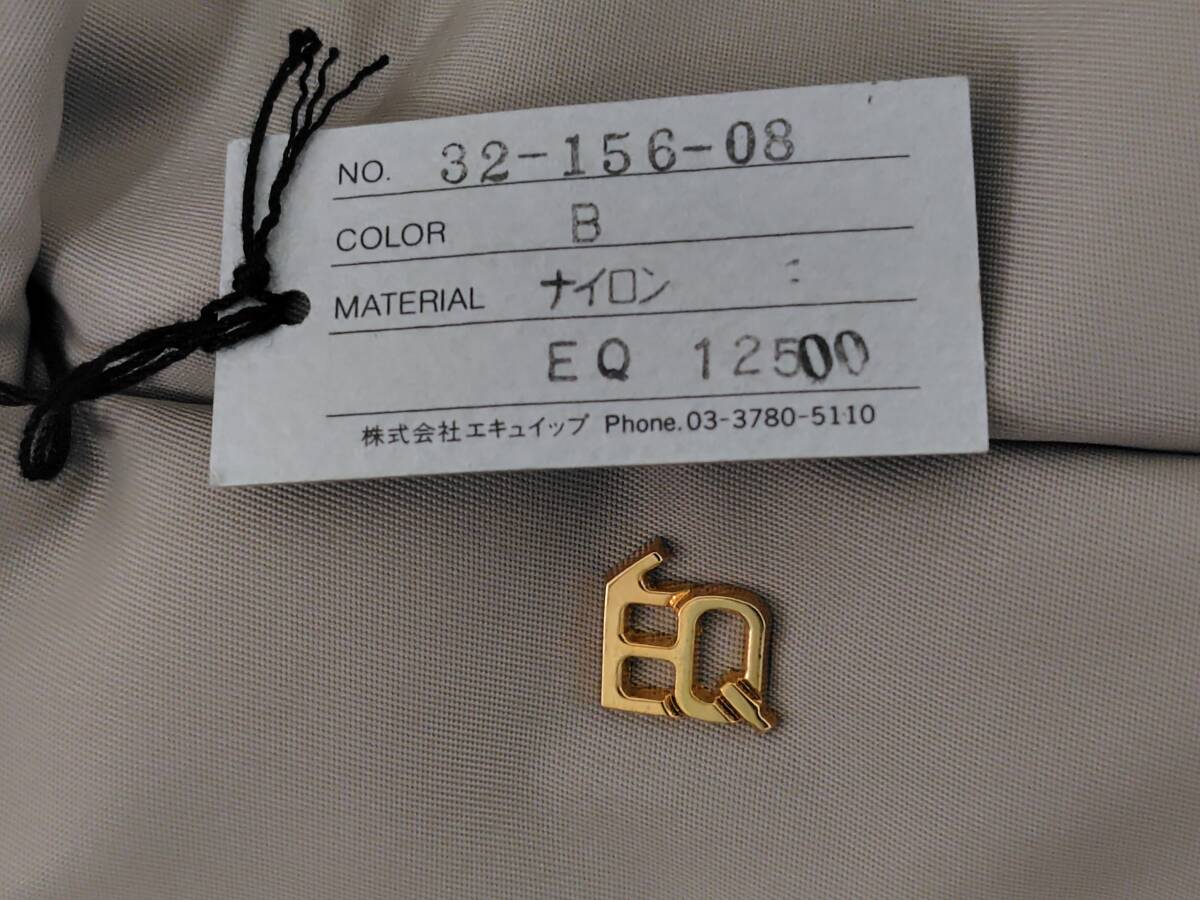 NO. 32-156-08
COLOR B
MATERIAL ナイロン
EQ 12500
株式会社エキュイップ Phone.03-3780-5110
EQ